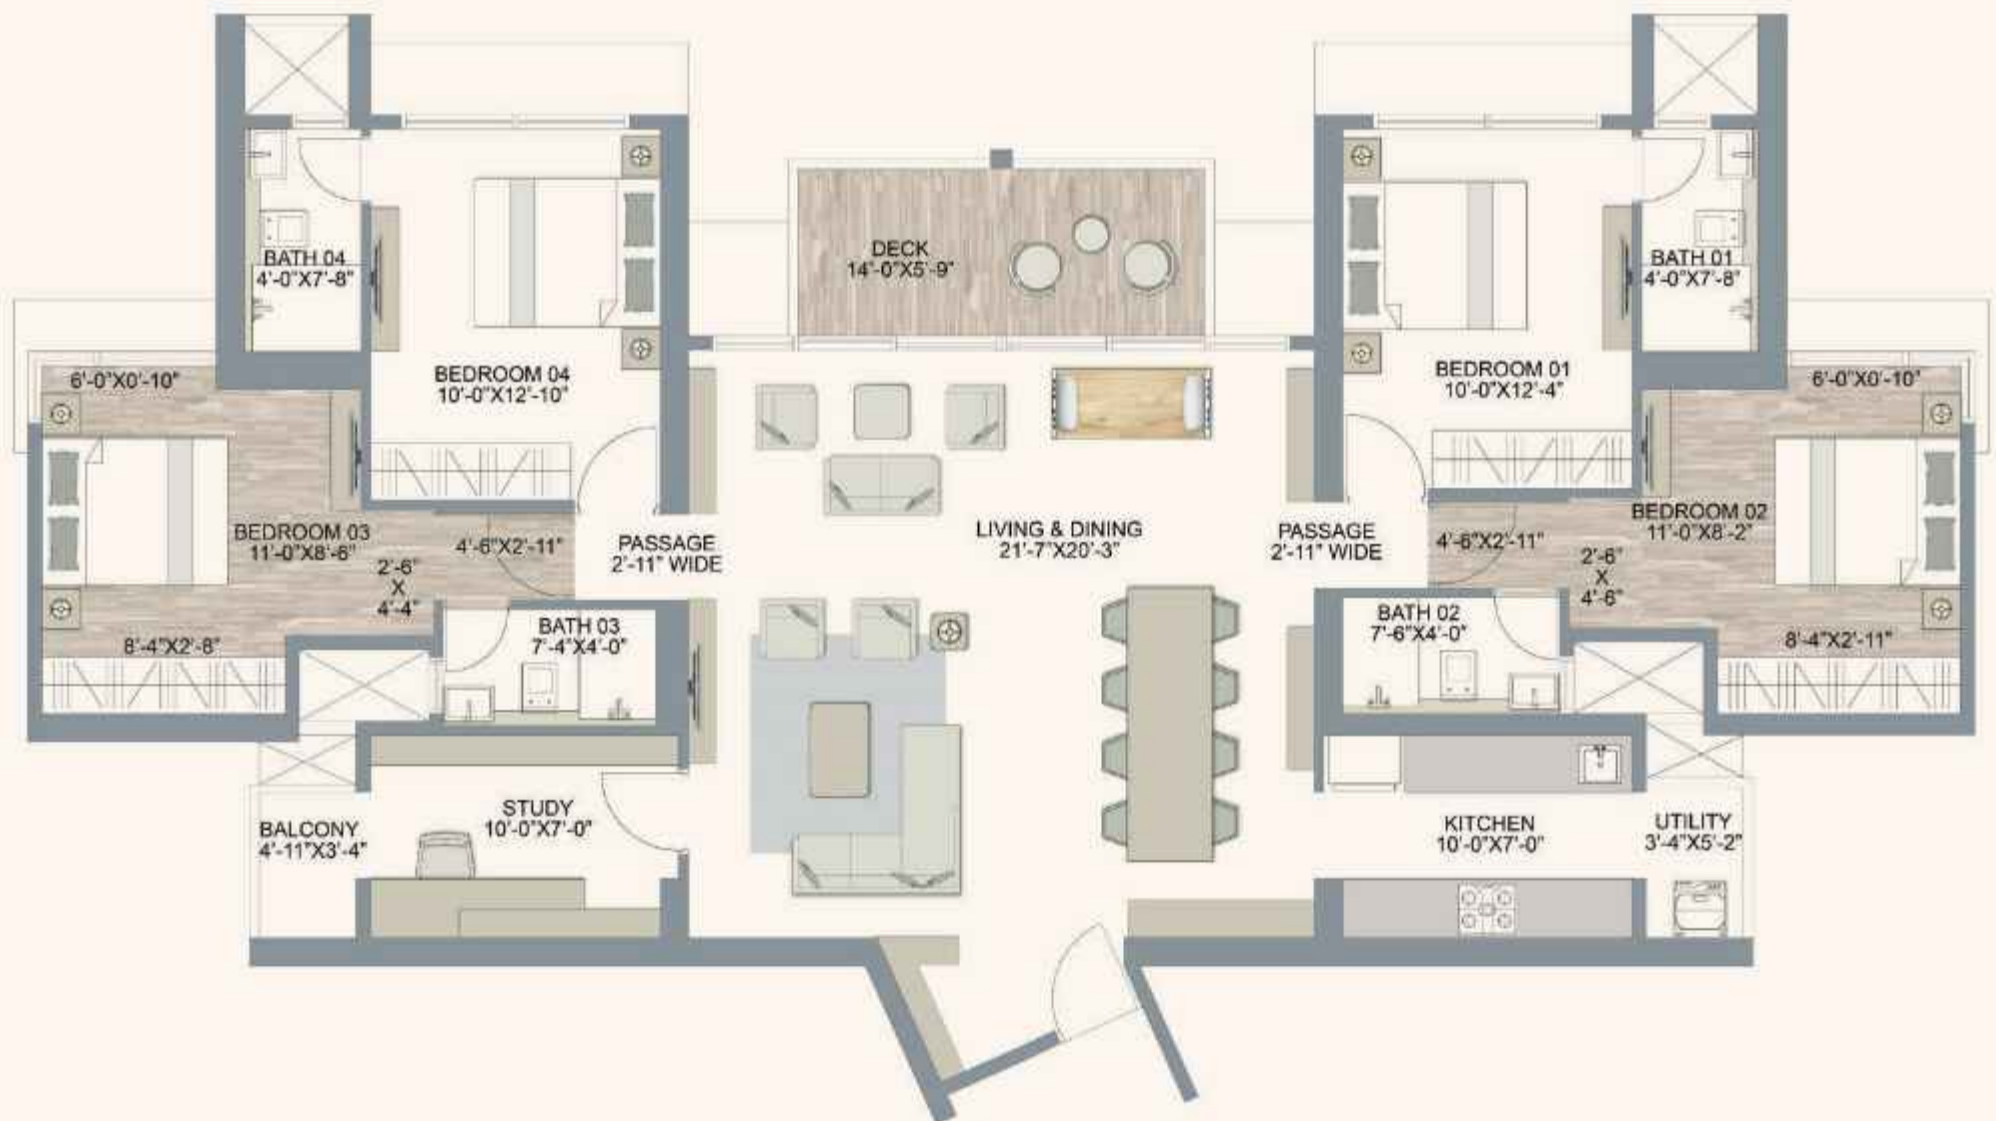 BATH 04
4'-0"X7'-8"
DECK
14'-0"X5'-9"
BATH 01
4'-0"X7'-8"
6'-0"X0'-10"
BEDROOM 04
10'-0"X12'-10"
BEDROOM 01
10'-0"X12'-4"
6'-0"X0'-10"
BEDROOM 03
11'-0"X8'-6"
4'-6"X2'-11"
PASSAGE
2'-11" WIDE
LIVING & DINING
21'-7"X20'-3"
PASSAGE
2'-11" WIDE
4'-6"X2'-11"
BEDROOM 02
11'-0"X8'-2"
2'-6"
X
4'-4"
2'-6"
X
4'-6"
8'-4"X2'-8"
BATH 03
7'-4"X4'-0"
BATH 02
7'-6"X4'-0"
8'-4"X2'-11"
BALCONY
4'-11"X3'-4"
STUDY
10'-0"X7'-0"
KITCHEN
10'-0"X7'-0"
UTILITY
3'-4"X5'-2"